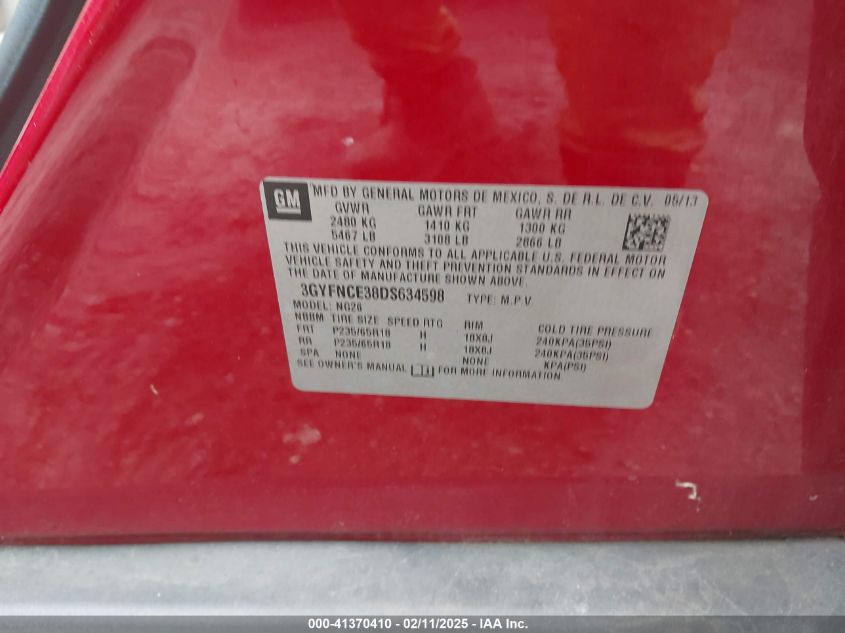 GM
MFD BY GENERAL MOTORS DE MEXICO, S. DE R.L. DE C.V. 05/13
GVWR GAWR FRT GAWR RR
2480 KG 1410 KG 1300 KG
5467 LB 3108 LB 2866 LB
THIS VEHICLE CONFORMS TO ALL APPLICABLE U.S. FEDERAL MOTOR
VEHICLE SAFETY AND THEFT PREVENTION STANDARDS IN EFFECT ON
THE DATE OF MANUFACTURE SHOWN ABOVE.
3GYFNCE38DS634598 TYPE: M.P.V.
MODEL: NG26
NBBM TIRE SIZE SPEED RTG RIM COLD TIRE PRESSURE
FRT P235/65R18 H 18X8J 240KPA(35PSI)
RR P235/65R18 H 18X8J 240KPA(35PSI)
SPA NONE NONE KPA(PSI)
SEE OWNER'S MANUAL FOR MORE INFORMATION
000-41370410 - 02/11/2025 - IAA Inc.